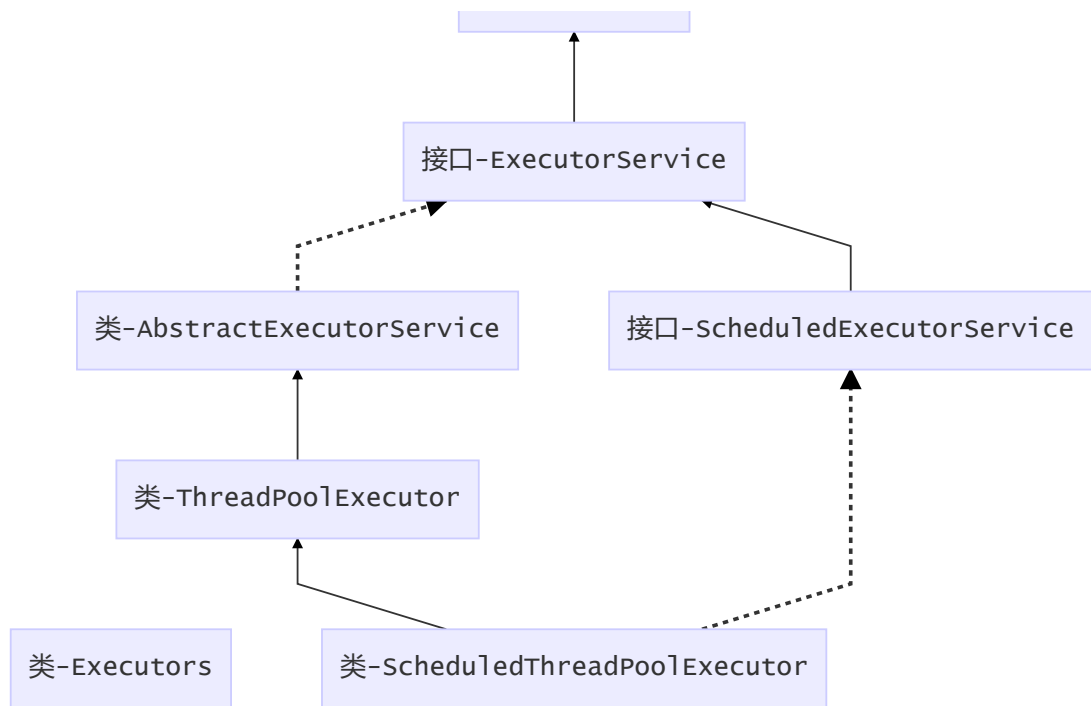 接口-ExecutorService
类-AbstractExecutorService
接口-ScheduledExecutorService
类-ThreadPoolExecutor
类-Executors
类-ScheduledThreadPoolExecutor